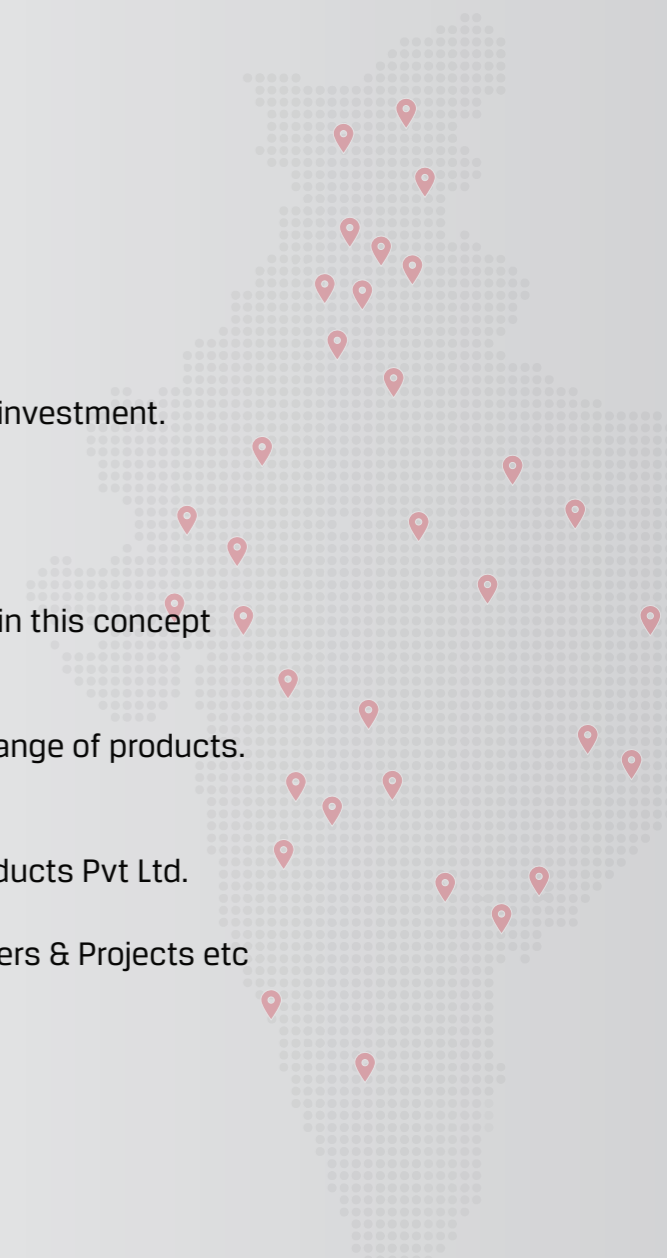 investment.
in this concept
ange of products.
ducts Pvt Ltd.
ers & Projects etc